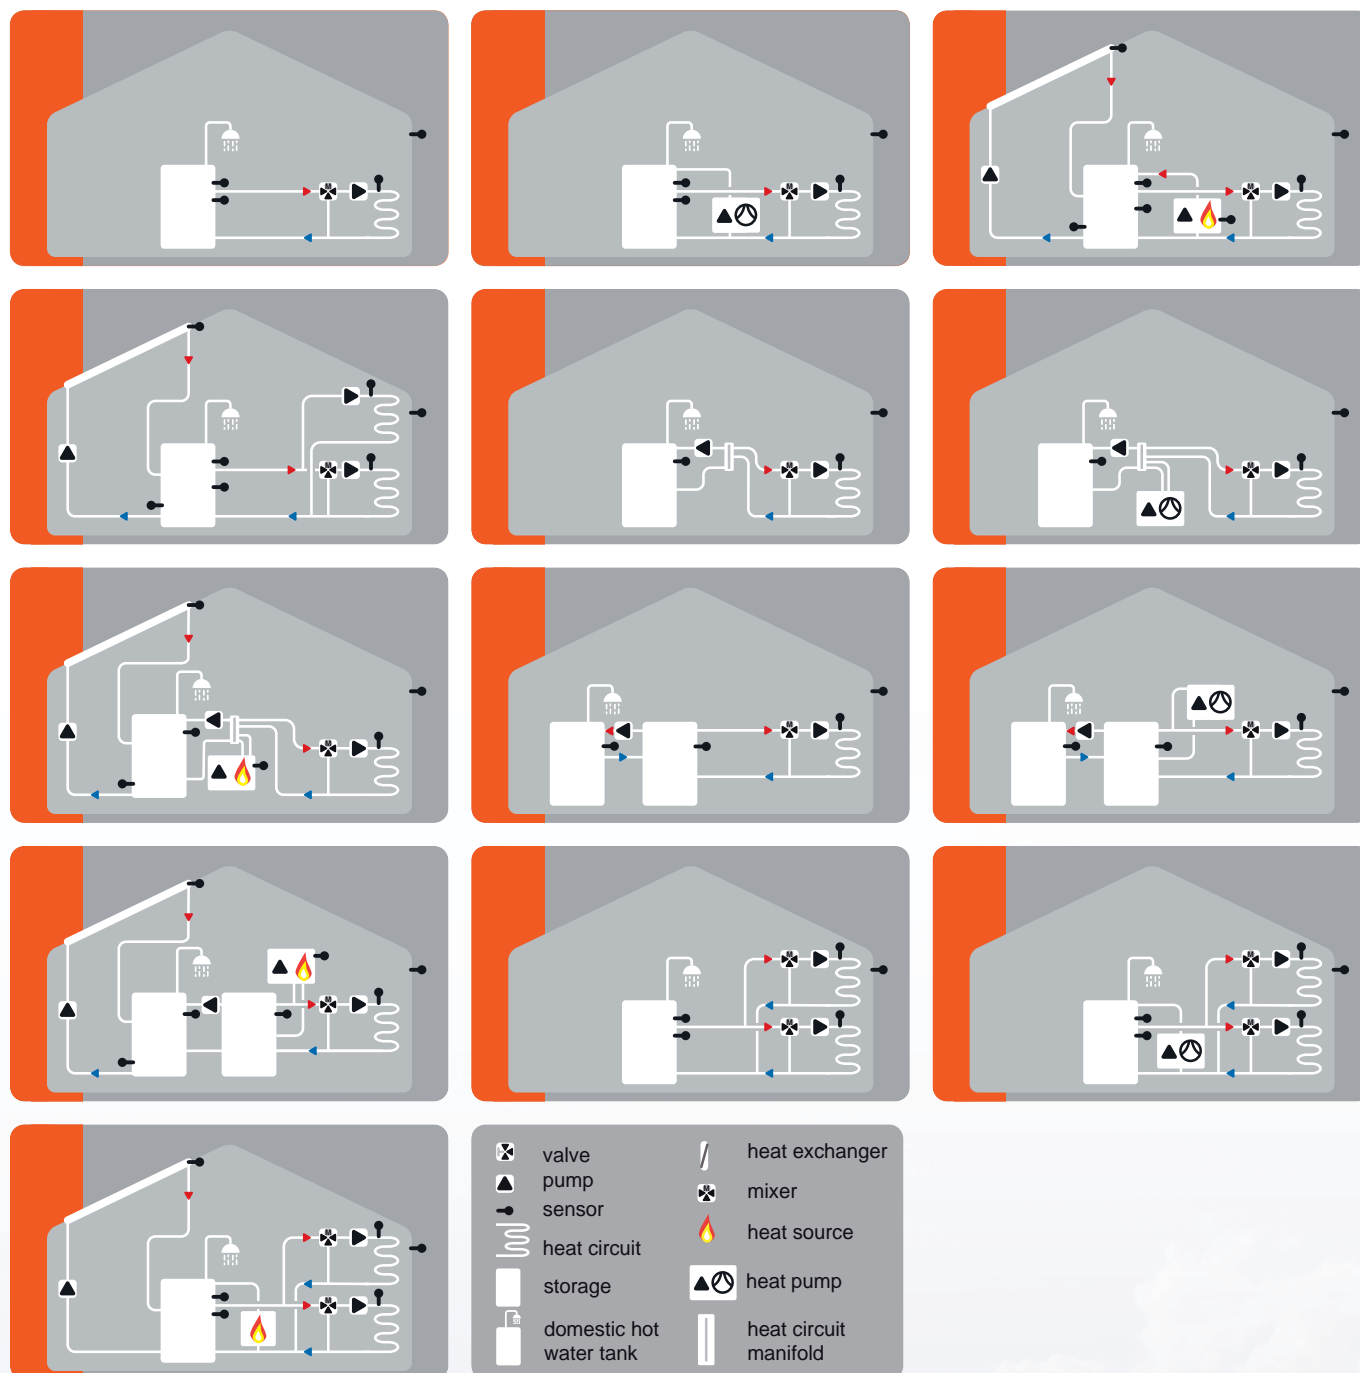 valve
pump
sensor
heat circuit
storage
domestic hot
water tank
heat exchanger
mixer
heat source
heat pump
heat circuit
manifold